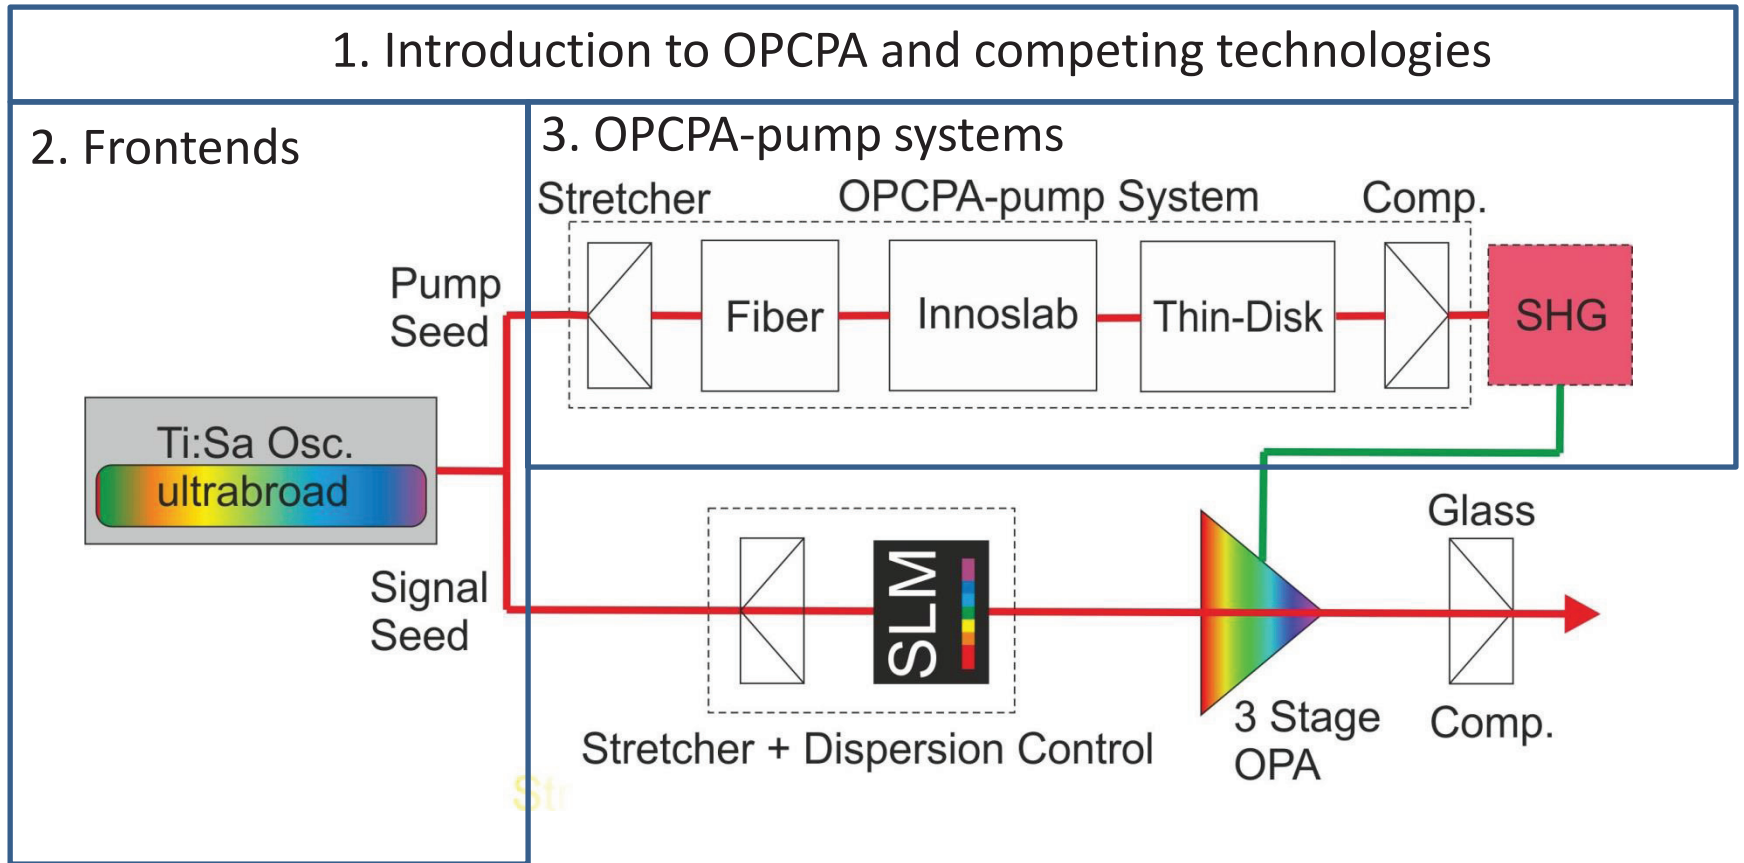 1. Introduction to OPCPA and competing technologies
2. Frontends
3. OPCPA-pump systems
Stretcher
OPCPA-pump System
Comp.
Pump
Seed
Fiber
Innoslab
Thin-Disk
SHG
Ti:Sa Osc.
ultrabroad
Signal
Seed
SLM
Stretcher + Dispersion Control
3 Stage
OPA
Glass
Comp.
St